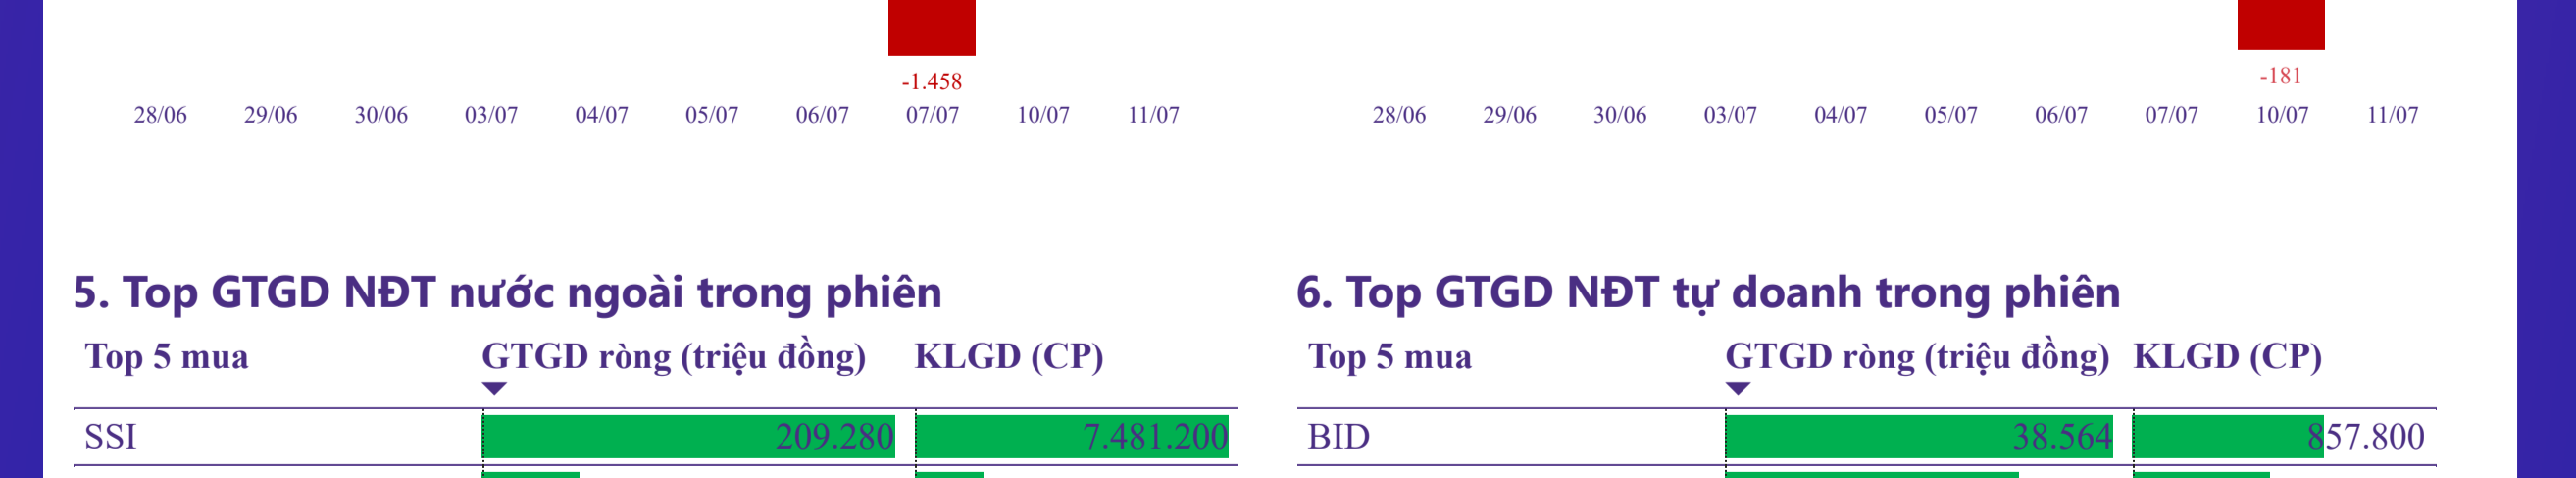 -1.458
28/06 29/06 30/06 03/07 04/07 05/07 06/07 07/07 10/07 11/07
-181
28/06 29/06 30/06 03/07 04/07 05/07 06/07 07/07 10/07 11/07
5. Top GTGD NĐT nước ngoài trong phiên
Top 5 mua GTGD ròng (triệu đồng) KLGD (CP)
SSI 209.280 7.481.200
6. Top GTGD NĐT tự doanh trong phiên
Top 5 mua GTGD ròng (triệu đồng) KLGD (CP)
BID 38.564 857.800